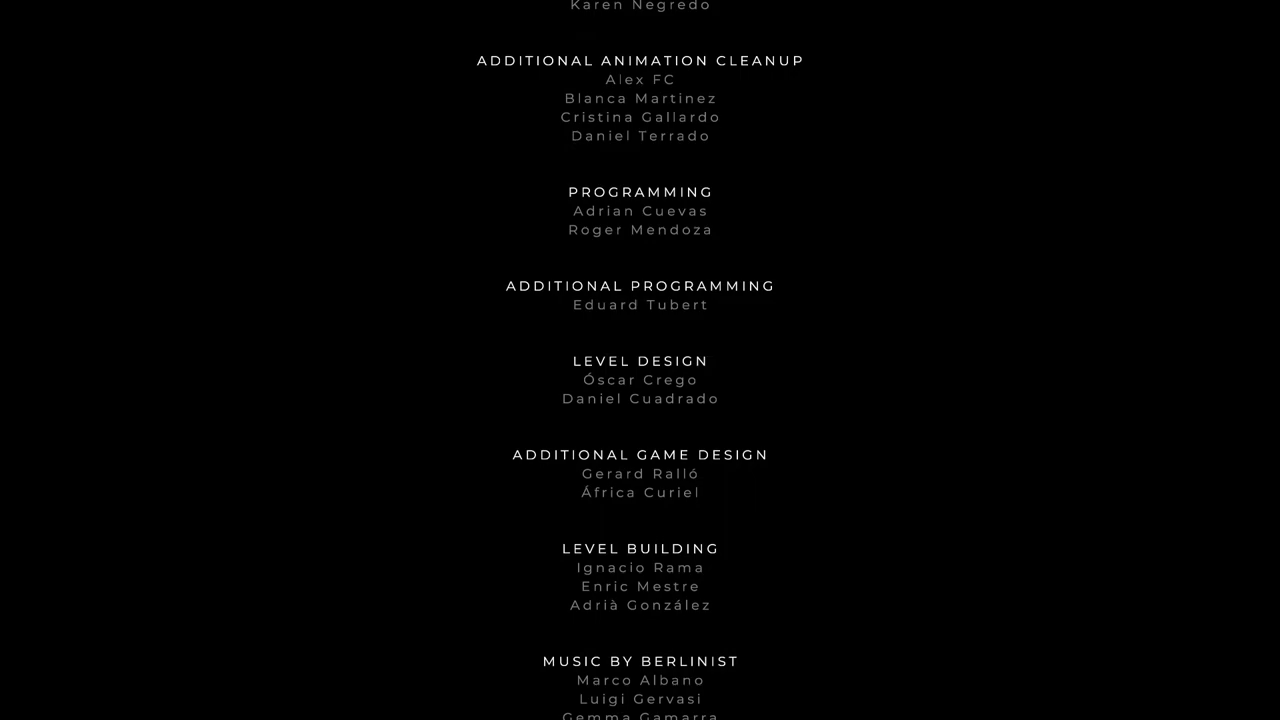 Karen Negredo
ADDITIONAL ANIMATION CLEANUP
Alex FC
Blanca Martinez
Cristina Gallardo
Daniel Terrado
PROGRAMMING
Adrian Cuevas
Roger Mendoza
ADDITIONAL PROGRAMMING
Eduard Tubert
LEVEL DESIGN
Óscar Crego
Daniel Cuadrado
ADDITIONAL GAME DESIGN
Gerard Ralló
África Curiel
LEVEL BUILDING
Ignacio Rama
Enric Mestre
Adrià González
MUSIC BY BERLINIST
Marco Albano
Luigi Gervasi
Gemma Gamarra